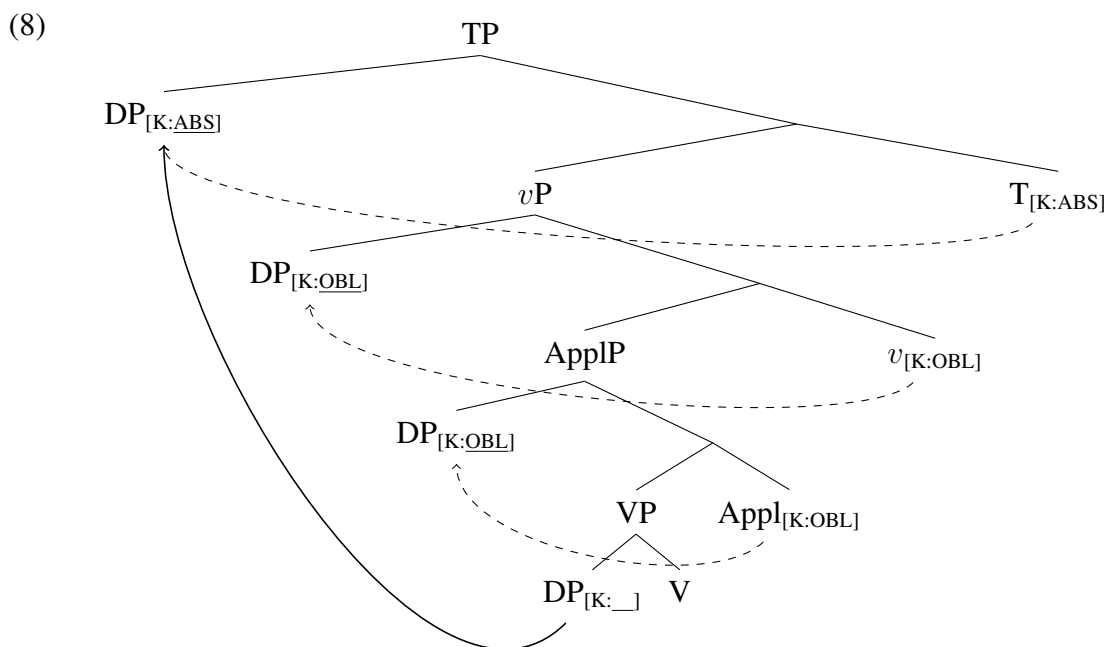 (8)
TP
DP[K:ABS]
vP T[K:ABS]
DP[K:OBL]
ApplP v[K:OBL]
DP[K:OBL]
VP Appl[K:OBL]
DP[K:__] V